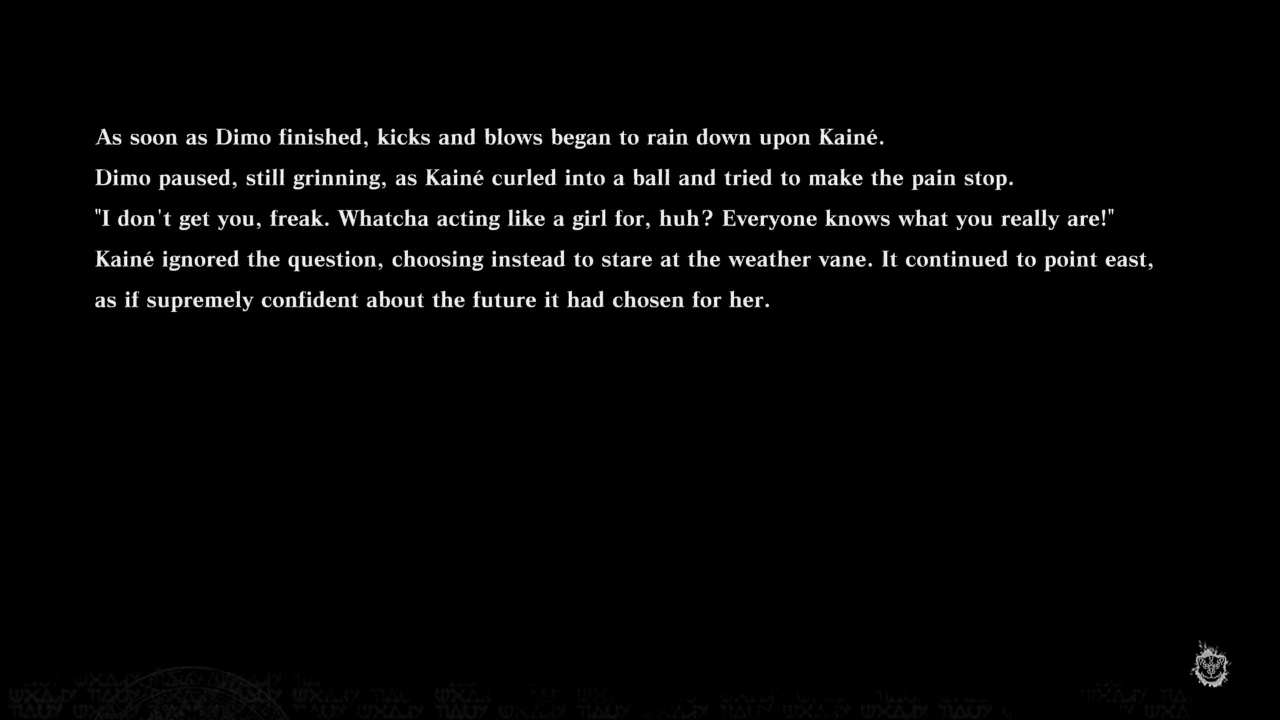 As soon as Dimo finished, kicks and blows began to rain down upon Kainé.
Dimo paused, still grinning, as Kainé curled into a ball and tried to make the pain stop.
"I don't get you, freak. Whatcha acting like a girl for, huh? Everyone knows what you really are!"
Kainé ignored the question, choosing instead to stare at the weather vane. It continued to point east,
as if supremely confident about the future it had chosen for her.